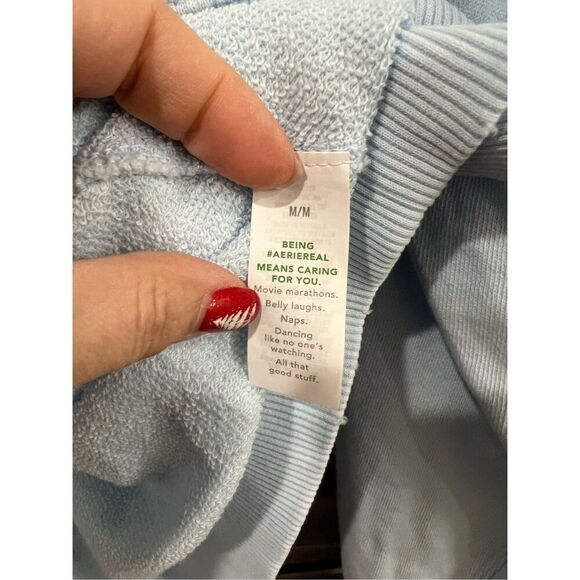 M/M
BEING
#AERIEREAL
MEANS CARING
FOR YOU.
Movie marathons.
Belly laughs.
Naps.
Dancing
like no one's
watching.
All that
good stuff.